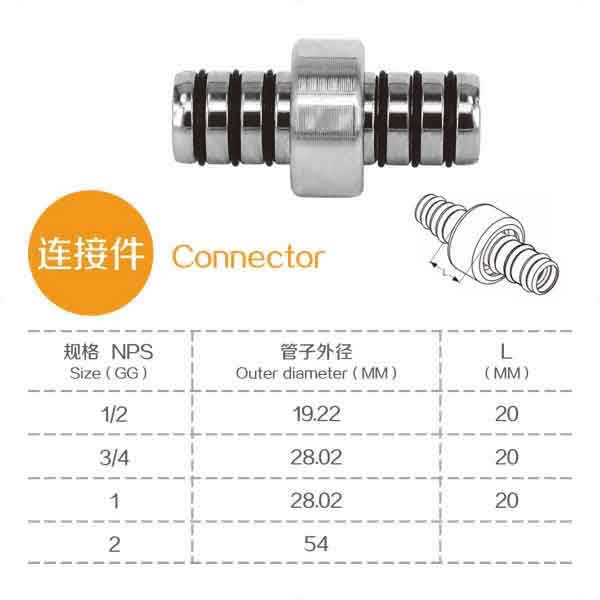 连接件 Connector
L
规格 NPS 管子外径 L
Size (GG) Outer diameter (MM) (MM)
1/2 19.22 20
3/4 28.02 20
1 28.02 20
2 54